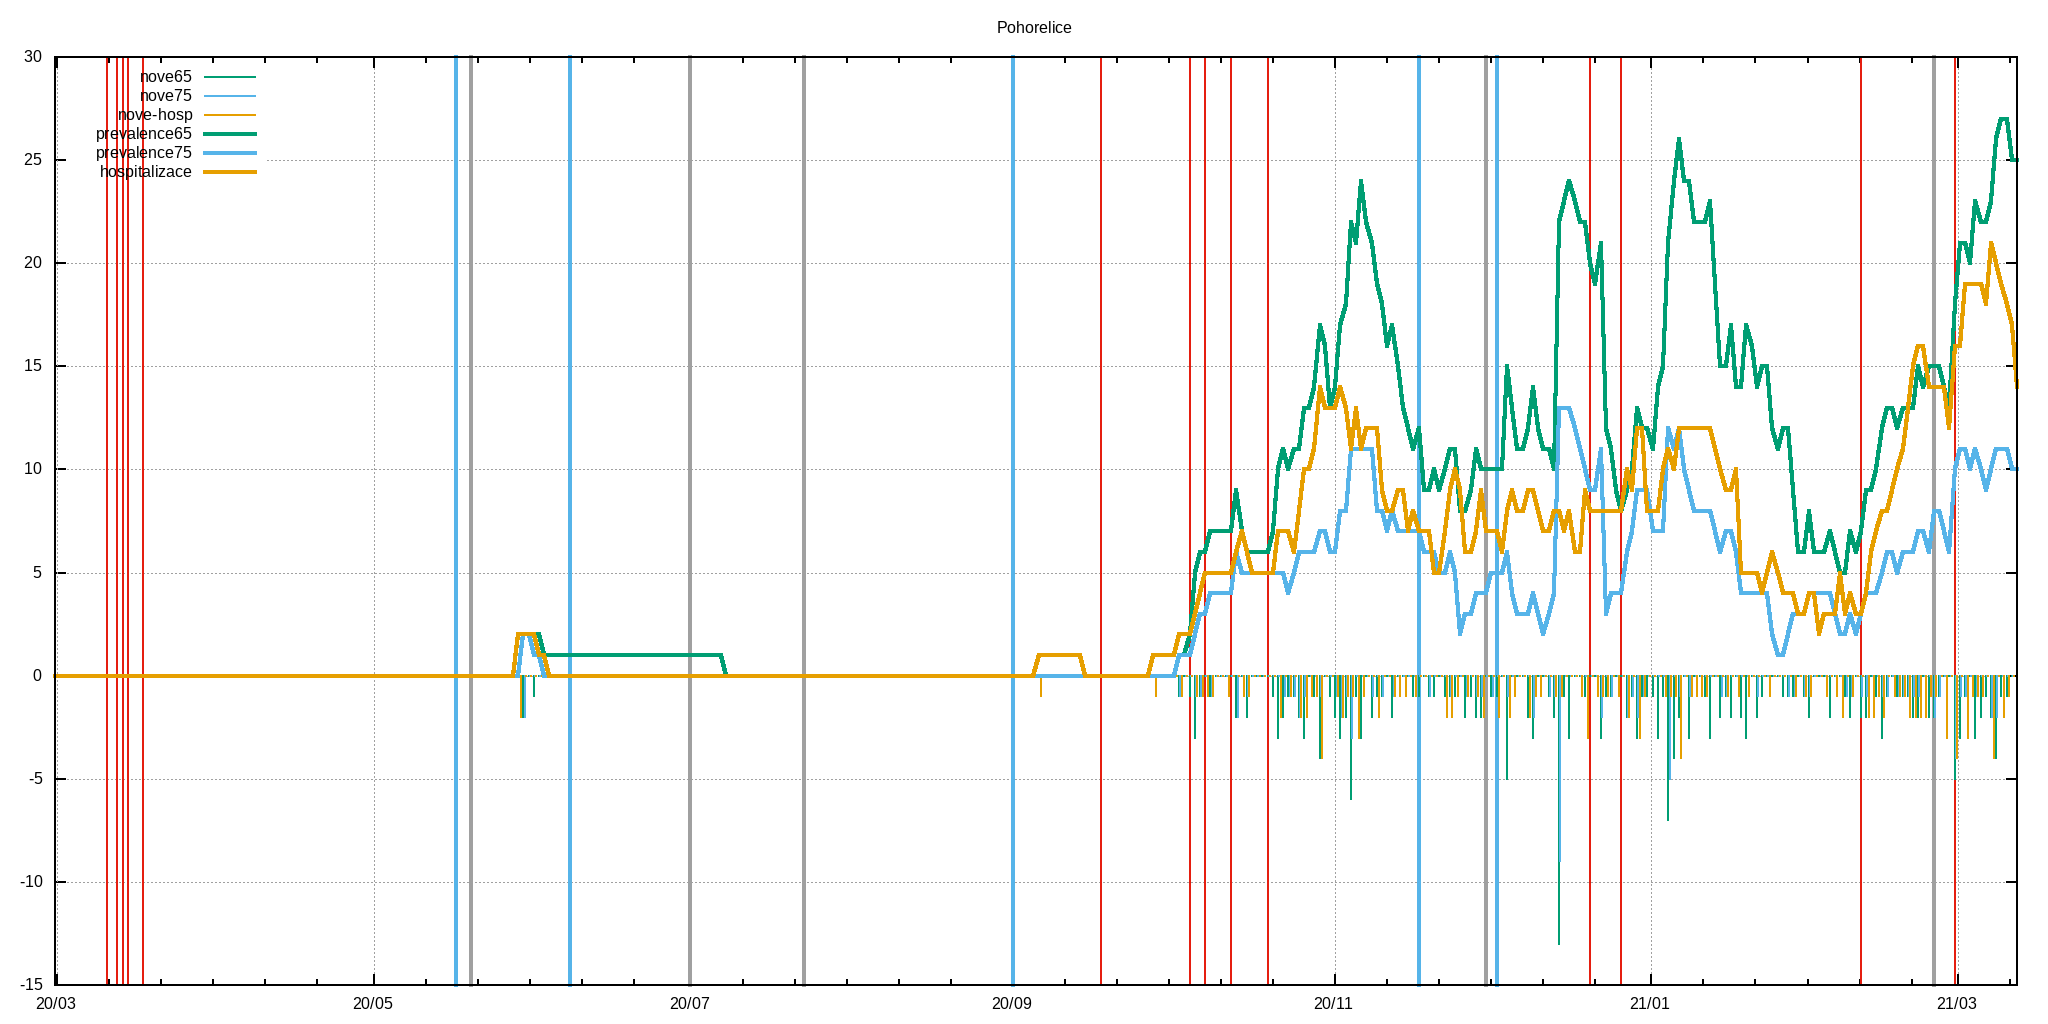 Pohorelice
30
25
20
15
10
5
0
-5
-10
-15
nove65
nove75
nove-hosp
prevalence65
prevalence75
hospitalizace
20/03 20/05 20/07 20/09 20/11 21/01 21/03